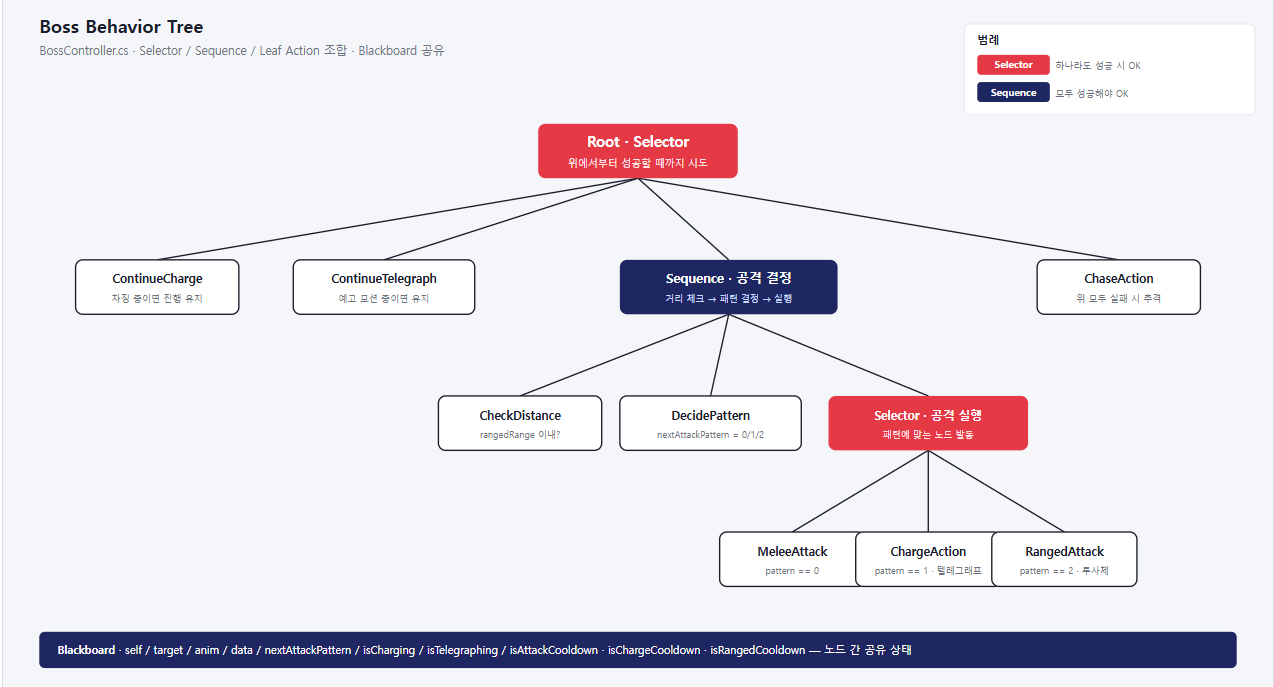 Boss Behavior Tree
BossController.cs · Selector / Sequence / Leaf Action 조합 · Blackboard 공유
범례
Selector 하나라도 성공 시 OK
Sequence 모두 성공해야 OK
Root · Selector
위에서부터 성공할 때까지 시도
ContinueCharge
차징 중이면 진행 유지
ContinueTelegraph
예고 모션 중이면 유지
Sequence · 공격 결정
거리 체크 → 패턴 결정 → 실행
ChaseAction
위 모두 실패 시 추격
CheckDistance
rangedRange 이내?
DecidePattern
nextAttackPattern = 0/1/2
Selector · 공격 실행
패턴에 맞는 노드 발동
MeleeAttack
pattern == 0
ChargeAction
pattern == 1 · 텔레그래프
RangedAttack
pattern == 2 · 투사체
Blackboard · self / target / anim / data / nextAttackPattern / isCharging / isTelegraphing / isAttackCooldown · isChargeCooldown · isRangedCooldown — 노드 간 공유 상태